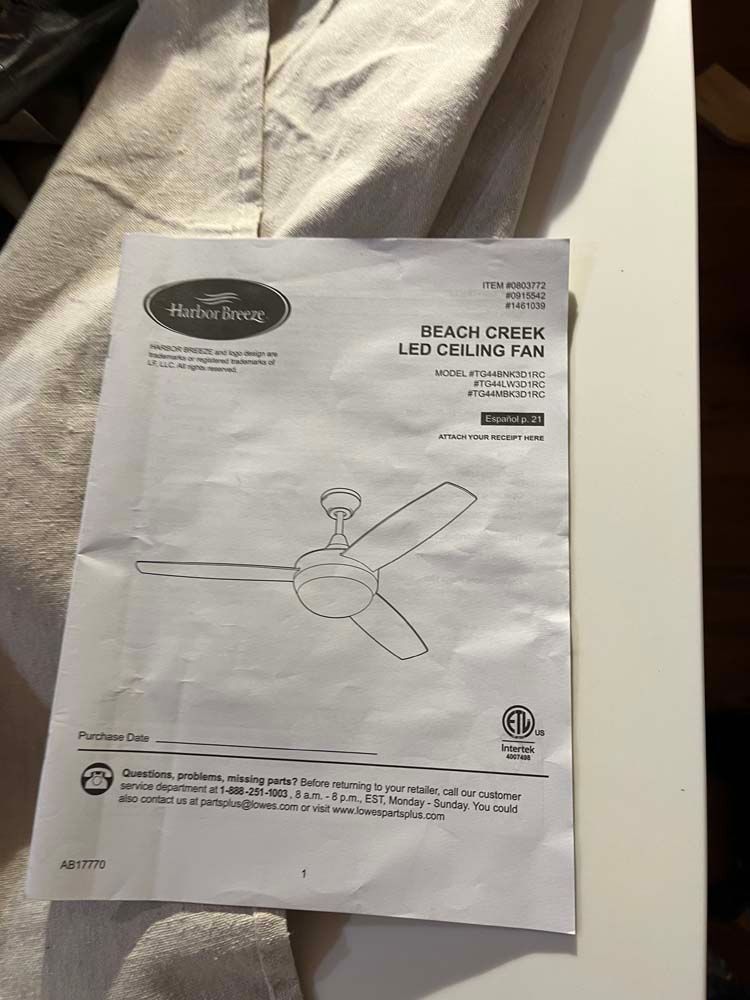 Harbor Breeze
HARBOR BREEZE and logo design are
trademarks or registered trademarks of
LF, LLC. All rights reserved.
ITEM #0803772
#0915542
#1461039
BEACH CREEK
LED CEILING FAN
MODEL #TG44BNK3D1RC
#TG44LW3D1RC
#TG44MBK3D1RC
Español p. 21
ATTACH YOUR RECEIPT HERE
ETL
US
Intertek
4007498
Purchase Date
Questions, problems, missing parts? Before returning to your retailer, call our customer
service department at 1-888-251-1003 , 8 a.m. - 8 p.m., EST, Monday - Sunday. You could
also contact us at partsplus@lowes.com or visit www.lowespartsplus.com
AB17770
1